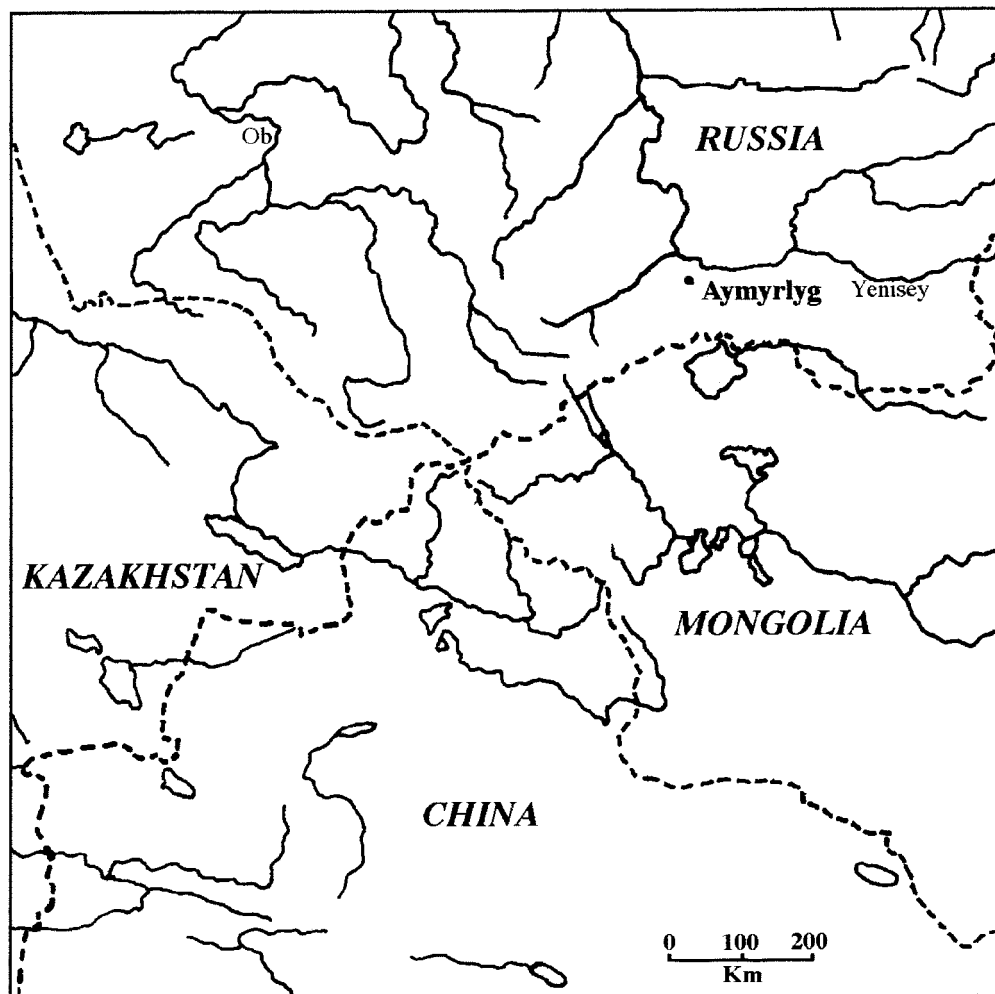 Ob
RUSSIA
Aymyrlyg
Yenisey
KAZAKHSTAN
MONGOLIA
CHINA
0 100 200
Km